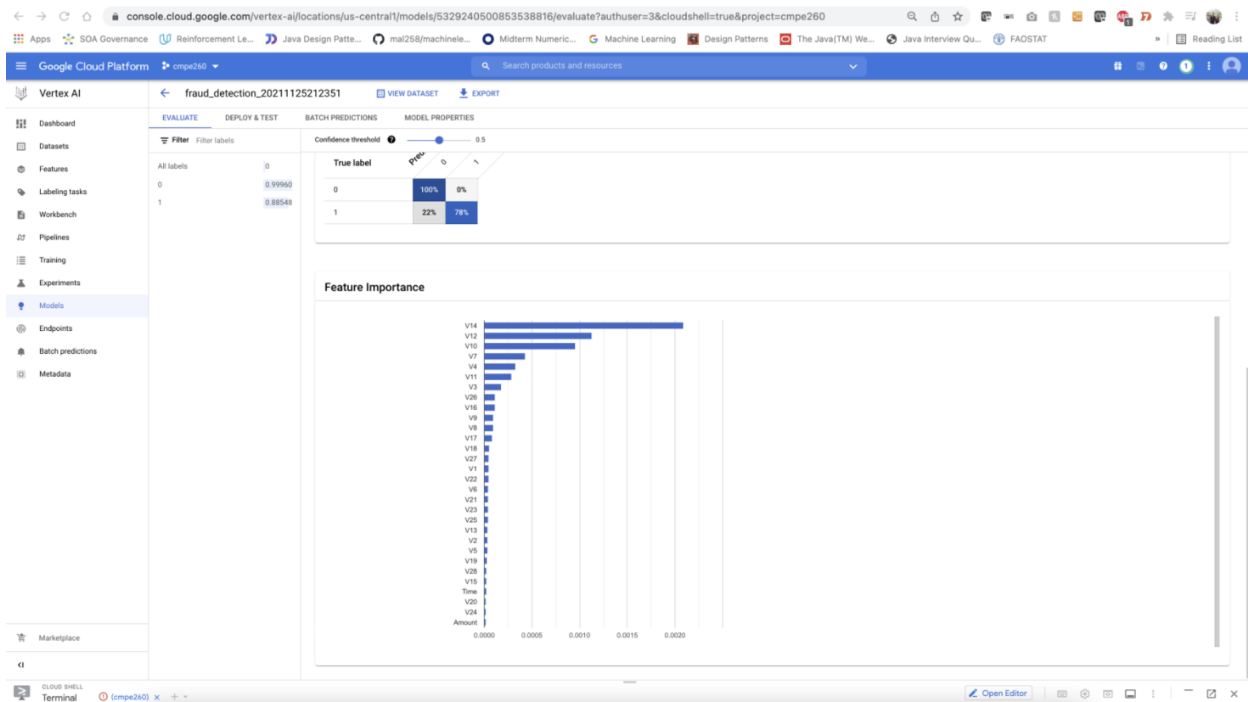 console.cloud.google.com/vertex-ai/locations/us-central1/models/5329240500853538816/evaluate?authuser=3&cloudshell=true&project=cmpe260
Apps SOA Governance Reinforcement Le... Java Design Patte... mal258/machinele... Midterm Numeric... Machine Learning Design Patterns The Java(TM) We... Java Interview Qu... FAOSTAT » Reading List
Google Cloud Platform cmpe260 Search products and resources 1
Vertex AI fraud_detection_20211125212351 VIEW DATASET EXPORT
Dashboard
Datasets
Features
Labeling tasks
Workbench
Pipelines
Training
Experiments
Models
Endpoints
Batch predictions
Metadata
Marketplace
EVALUATE DEPLOY & TEST BATCH PREDICTIONS MODEL PROPERTIES
Filter Filter labels
All labels 0
0 0.99960
1 0.88548
Confidence threshold 0.5
True label 0 1
0 100% 0%
1 22% 78%
Feature Importance
V14
V12
V10
V7
V4
V11
V3
V26
V16
V9
V8
V17
V18
V27
V1
V22
V6
V21
V23
V25
V13
V2
V5
V19
V28
V15
Time
V20
V24
Amount
0.0000 0.0005 0.0010 0.0015 0.0020
CLOUD SHELL
Terminal (cmpe260) Open Editor